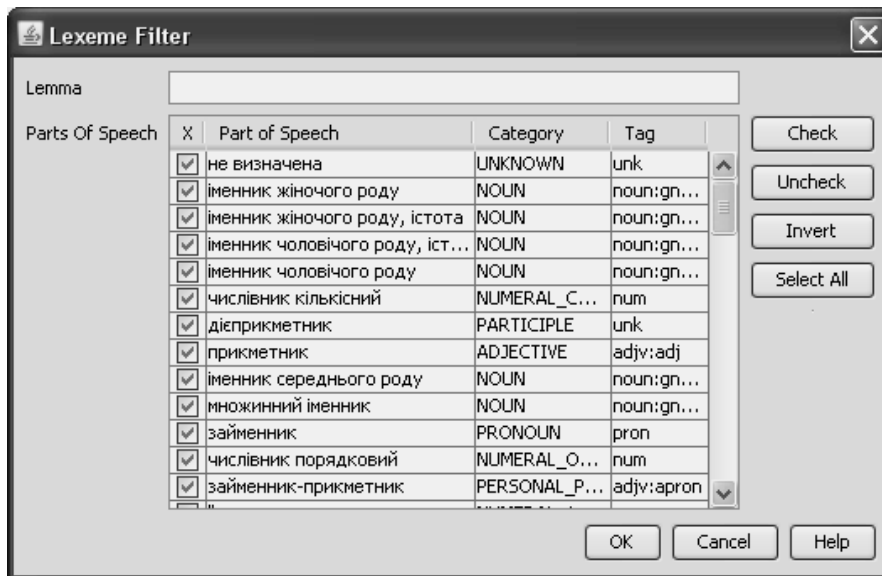 Lexeme Filter
Lemma
Parts Of Speech X Part of Speech Category Tag Check
не визначена UNKNOWN unk
іменник жіночого роду NOUN noun:gn... Uncheck
іменник жіночого роду, істота NOUN noun:gn...
іменник чоловічого роду, іст... NOUN noun:gn... Invert
іменник чоловічого роду NOUN noun:gn...
числівник кількісний NUMERAL_C... num Select All
дієприкметник PARTICIPLE unk
прикметник ADJECTIVE adjv:adj
іменник середнього роду NOUN noun:gn...
множинний іменник NOUN noun:gn...
займенник PRONOUN pron
числівник порядковий NUMERAL_O... num
займенник-прикметник PERSONAL_P... adjv:apron
OK Cancel Help